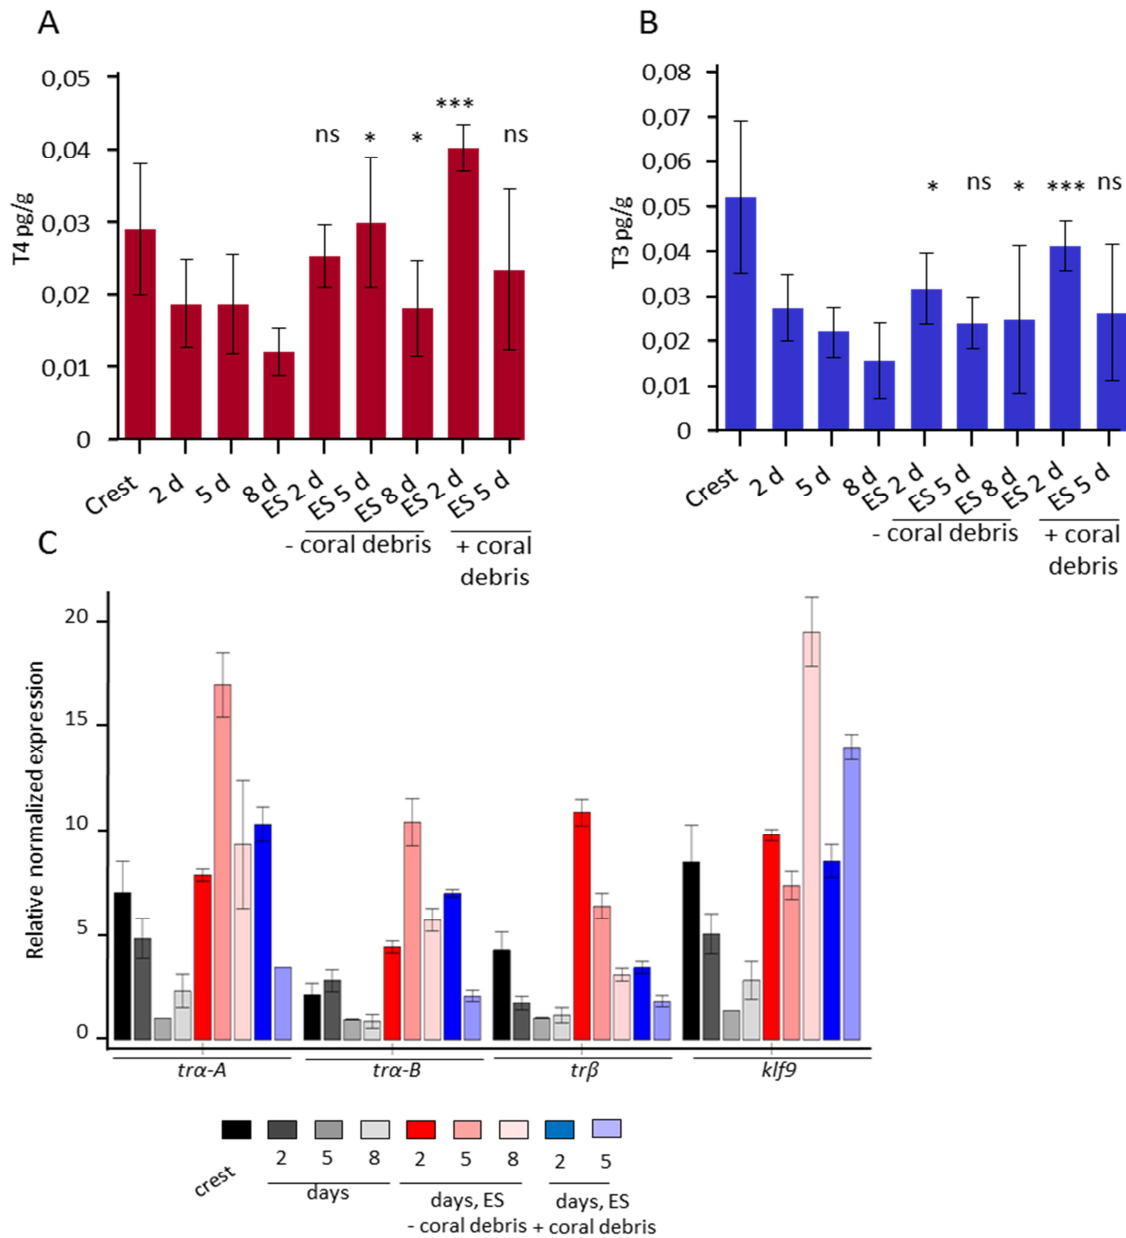 A
T4 pg/g
0,05
0,04
0,03
0,02
0,01
0
ns
*
*
***
ns
Crest
2 d
5 d
8 d
ES 2 d
ES 5 d
ES 8 d
ES 2 d
ES 5 d
- coral debris
+ coral
debris
B
T3 pg/g
0,08
0,07
0,06
0,05
0,04
0,03
0,02
0,01
0
*
ns
*
***
ns
Crest
2 d
5 d
8 d
ES 2 d
ES 5 d
ES 8 d
ES 2 d
ES 5 d
- coral debris
+ coral
debris
C
Relative normalized expression
20
15
10
5
0
trα-A
trα-B
trβ
klf9
crest
2
5
8
2
5
8
2
5
days
days, ES
- coral debris
days, ES
+ coral debris